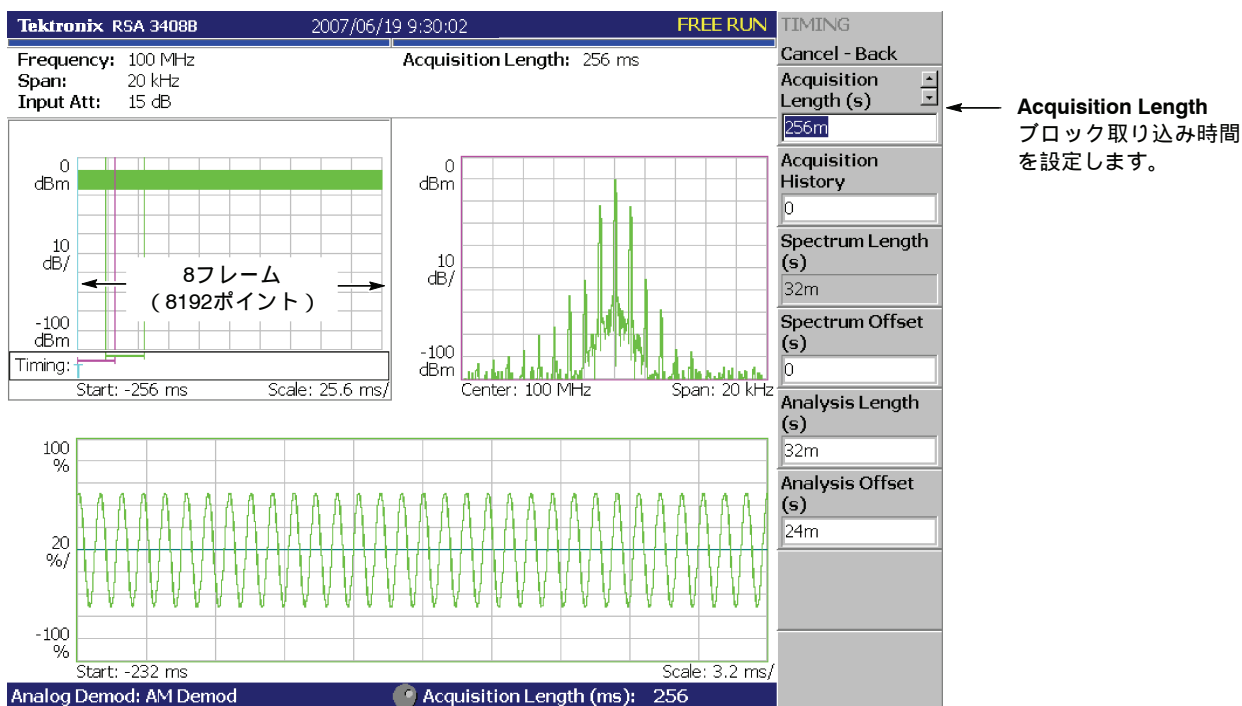 Tektronix RSA 3408B 2007/06/19 9:30:02 FREE RUN
Frequency: 100 MHz
Span: 20 kHz
Input Att: 15 dB
Acquisition Length: 256 ms
0
dBm
10
dB/
-100
dBm
8フレーム
(8192ポイント)
Timing:
Start: -256 ms Scale: 25.6 ms/
0
dBm
10
dB/
-100
dBm
Center: 100 MHz Span: 20 kHz
100
%
20
%/
-100
%
Start: -232 ms Scale: 3.2 ms/
Analog Demod: AM Demod Acquisition Length (ms): 256
TIMING
Cancel - Back
Acquisition
Length (s)
256m
Acquisition
History
0
Spectrum Length
(s)
32m
Spectrum Offset
(s)
0
Analysis Length
(s)
32m
Analysis Offset
(s)
24m
Acquisition Length
ブロック取り込み時間
を設定します。